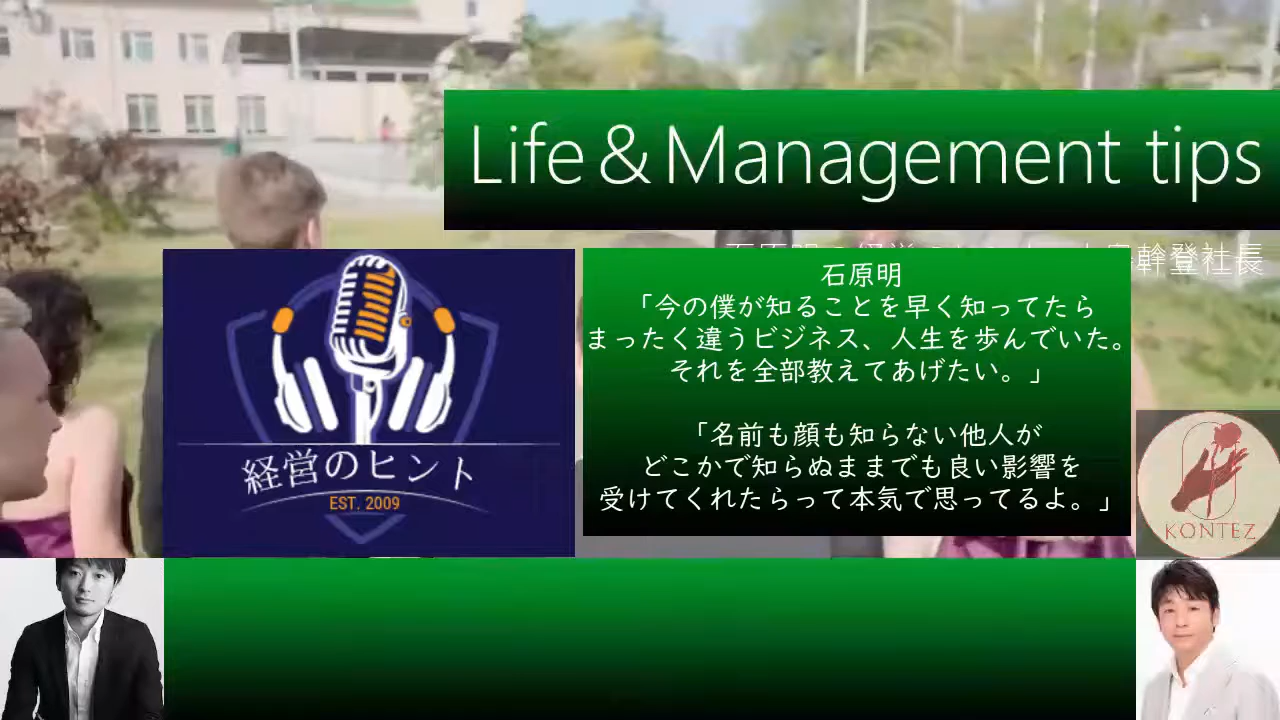 Life&Management tips
幹登社長
石原明
「今の僕が知ることを早く知ってたら
まったく違うビジネス、人生を歩んでいた。
それを全部教えてあげたい。」
「名前も顔も知らない他人が
どこかで知らぬままでも良い影響を
受けてくれたらって本気で思ってるよ。」
経営のヒント
EST. 2009
KONTEZ